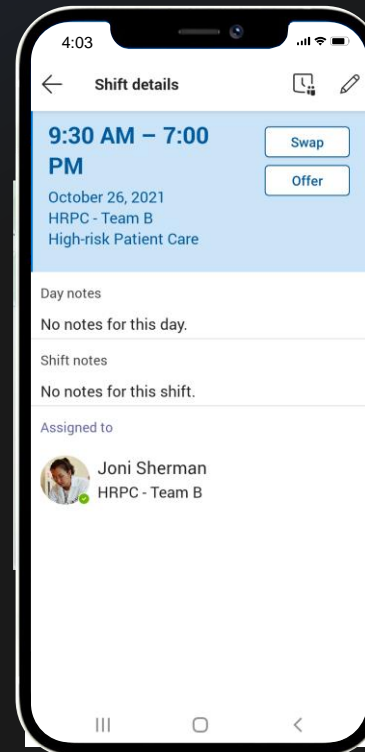 4:03
Shift details
9:30 AM – 7:00
PM
Swap
Offer
October 26, 2021
HRPC - Team B
High-risk Patient Care
Day notes
No notes for this day.
Shift notes
No notes for this shift.
Assigned to
Joni Sherman
HRPC - Team B